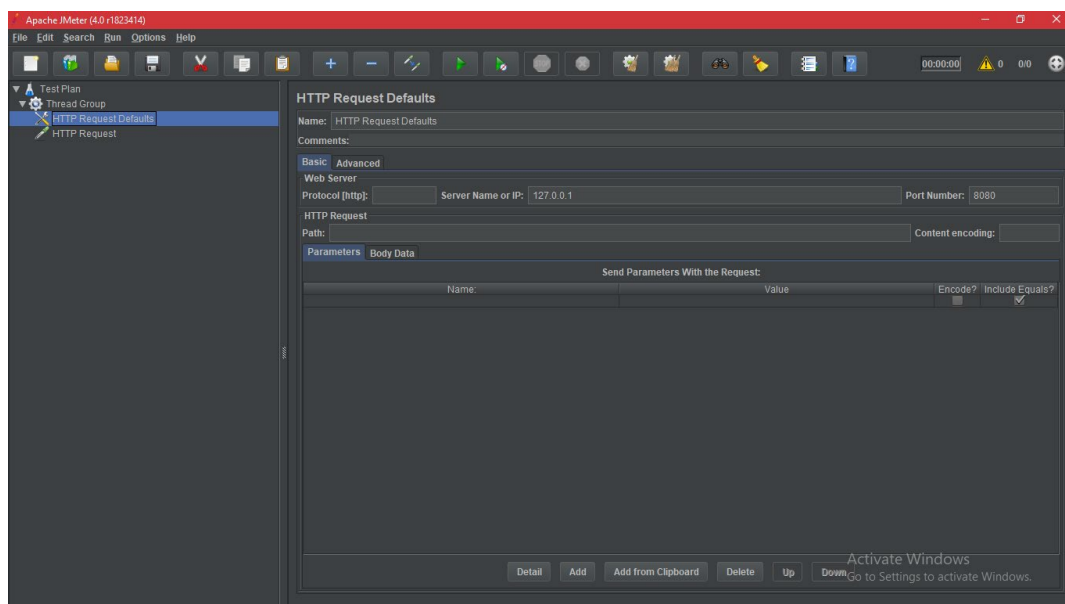 Apache JMeter (4.0 r1823414)
File Edit Search Run Options Help
00:00:00 0 0/0
Test Plan
Thread Group
HTTP Request Defaults
HTTP Request
HTTP Request Defaults
Name: HTTP Request Defaults
Comments:
Basic Advanced
Web Server
Protocol [http]: Server Name or IP: 127.0.0.1 Port Number: 8080
HTTP Request
Path: Content encoding:
Parameters Body Data
Send Parameters With the Request:
Name: Value Encode? Include Equals?
Detail Add Add from Clipboard Delete Up Down
Activate Windows
Go to Settings to activate Windows.